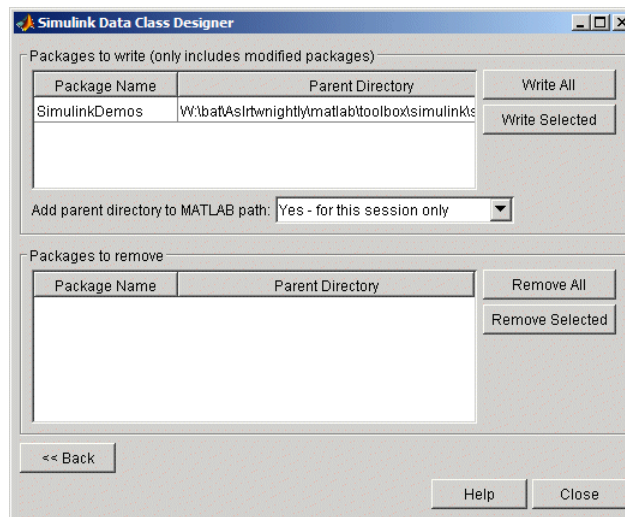 Simulink Data Class Designer
Packages to write (only includes modified packages)
Package Name Parent Directory
SimulinkDemos W:\bat\Aslrtwnightly\matlab\toolbox\simulink\s
Write All
Write Selected
Add parent directory to MATLAB path: Yes - for this session only
Packages to remove
Package Name Parent Directory
Remove All
Remove Selected
<< Back
Help Close